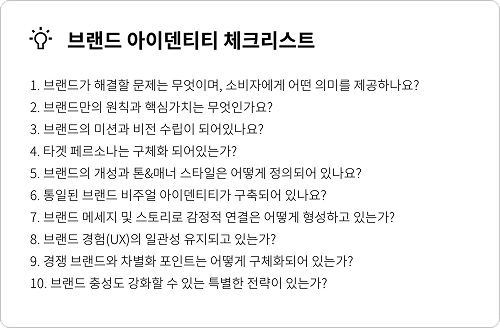 브랜드 아이덴티티 체크리스트
1. 브랜드가 해결할 문제는 무엇이며, 소비자에게 어떤 의미를 제공하나요?
2. 브랜드만의 원칙과 핵심가치는 무엇인가요?
3. 브랜드의 미션과 비전 수립이 되어있나요?
4. 타겟 페르소나는 구체화 되어있는가?
5. 브랜드의 개성과 톤&매너 스타일은 어떻게 정의되어 있나요?
6. 통일된 브랜드 비주얼 아이덴티티가 구축되어 있나요?
7. 브랜드 메세지 및 스토리로 감정적 연결은 어떻게 형성하고 있는가?
8. 브랜드 경험(UX)의 일관성 유지되고 있는가?
9. 경쟁 브랜드와 차별화 포인트는 어떻게 구체화되어 있는가?
10. 브랜드 충성도 강화할 수 있는 특별한 전략이 있는가?